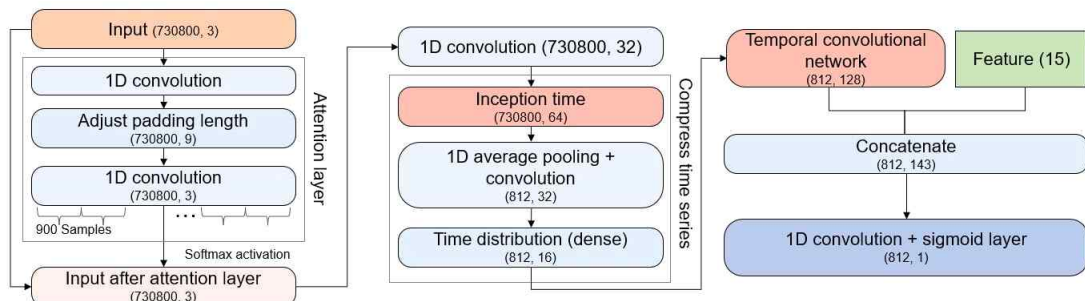 Input (730800, 3)
1D convolution
Adjust padding length
(730800, 9)
1D convolution
(730800, 3)
...
900 Samples
Softmax activation
Input after attention layer
(730800, 3)
Attention layer
1D convolution (730800, 32)
Inception time
(730800, 64)
1D average pooling +
convolution
(812, 32)
Time distribution (dense)
(812, 16)
Compress time series
Temporal convolutional
network
(812, 128)
Feature (15)
Concatenate
(812, 143)
1D convolution + sigmoid layer
(812, 1)